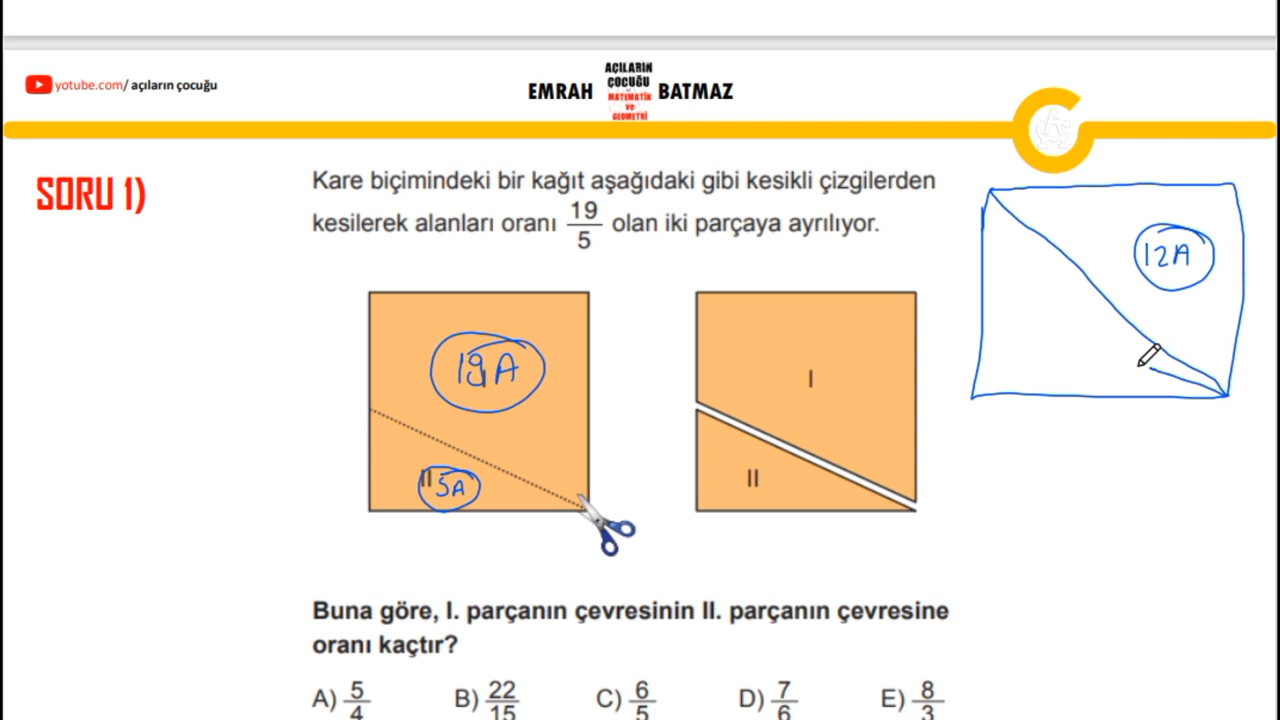 yotube.com/ açıların çocuğu
EMRAH AÇILARIN ÇOCUĞU MATEMATİK ve GEOMETRİ BATMAZ
SORU 1)
Kare biçimindeki bir kağıt aşağıdaki gibi kesikli çizgilerden
kesilerek alanları oranı 19/5 olan iki parçaya ayrılıyor.
12A
19A
I
II 5A
II
Buna göre, I. parçanın çevresinin II. parçanın çevresine
oranı kaçtır?
A) 5/4 B) 22/15 C) 6/5 D) 7/6 E) 8/3